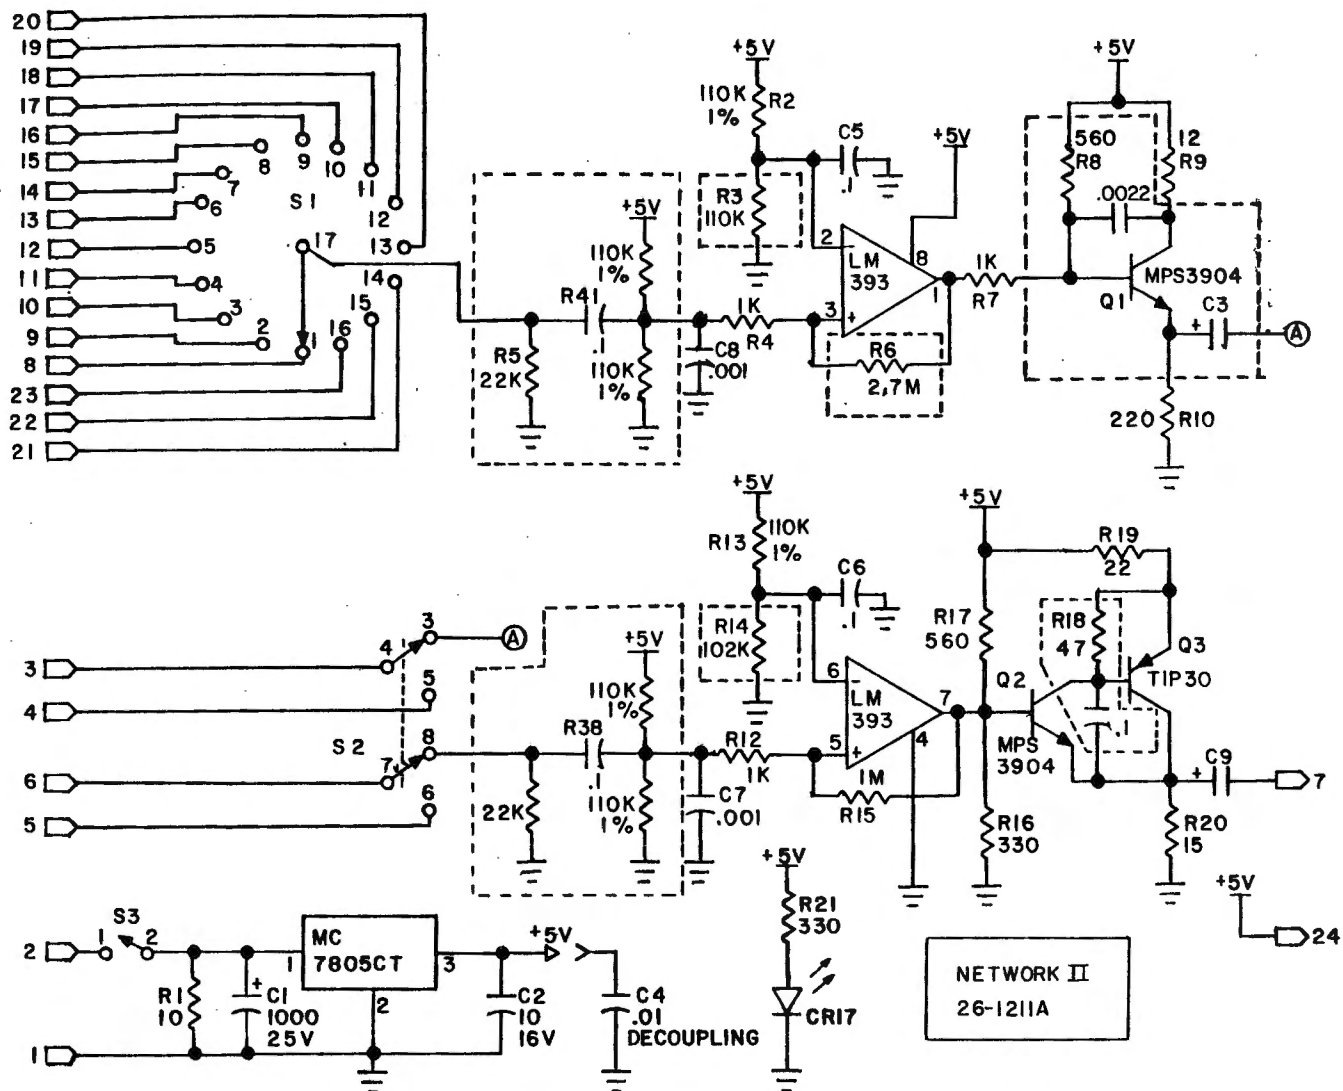 20
19
18
17
16
15
14
13
12
11
10
9
8
23
22
21
9
8
10
7
11
6
S1
12
5
17
13
4
14
3
15
2
16
1
+5V
110K
1%
R2
C5
.1
R3
110K
+5V
+5V
110K
1%
R41
.1
R5
22K
110K
1%
C8
.001
1K
R4
2
-
LM
393
8
3
+
1
R6
2,7M
1K
R7
+5V
560
R8
12
R9
.0022
MPS3904
Q1
+
C3
A
220
R10
3
4
6
5
3
4
A
5
S2
8
7
6
+5V
110K
1%
R38
.1
22K
110K
1%
C7
.001
R12
1K
+5V
R13
110K
1%
C6
.1
R14
102K
6
-
LM
393
7
5
+
4
1M
R15
+5V
R19
22
R17
560
R18
47
Q3
TIP30
Q2
.1
MPS
3904
+
C9
7
R16
330
R20
15
+5V
24
2
1
S3
1
2
R1
10
+
C1
1000
25V
MC
7805CT
1
3
2
C2
10
16V
+5V
C4
.01
DECOUPLING
+5V
R21
330
CR17
NETWORK II
26-1211A